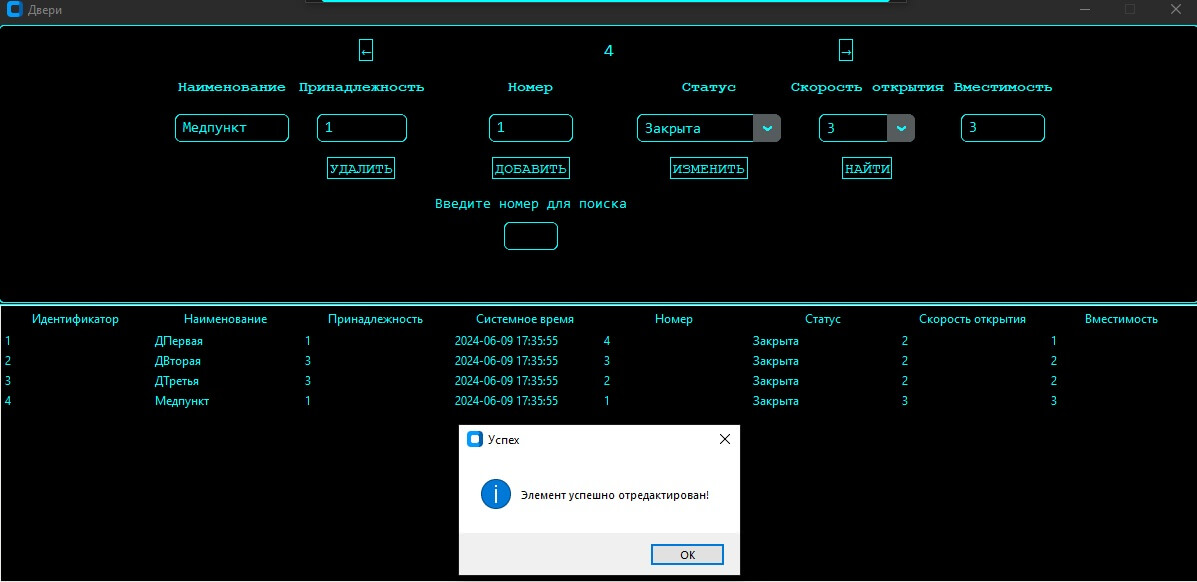 Двери
← 4 →
Наименование Принадлежность Номер Статус Скорость открытия Вместимость
Медпункт 1 1 Закрыта 3 3
УДАЛИТЬ ДОБАВИТЬ ИЗМЕНИТЬ НАЙТИ
Введите номер для поиска
Идентификатор Наименование Принадлежность Системное время Номер Статус Скорость открытия Вместимость
1 ДПервая 1 2024-06-09 17:35:55 4 Закрыта 2 1
2 ДВторая 3 2024-06-09 17:35:55 3 Закрыта 2 2
3 ДТретья 3 2024-06-09 17:35:55 2 Закрыта 2 2
4 Медпункт 1 2024-06-09 17:35:55 1 Закрыта 3 3
Успех
Элемент успешно отредактирован!
ОК